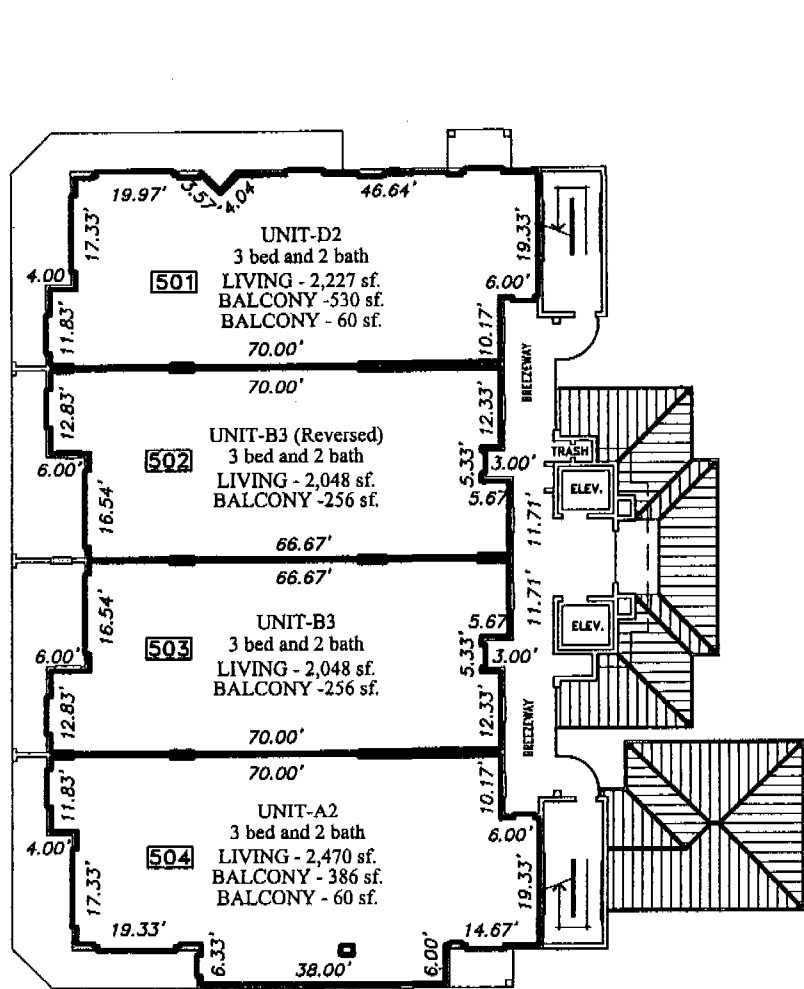 19.97'
3.57'
4.04
46.64'
17.33'
19.33'
UNIT-D2
3 bed and 2 bath
4.00'
501
LIVING - 2,227 sf.
6.00'
BALCONY -530 sf.
BALCONY - 60 sf.
11.83'
10.17'
70.00'
BREEZEWAY
70.00'
12.83'
12.33'
UNIT-B3 (Reversed)
3 bed and 2 bath
6.00'
502
LIVING - 2,048 sf.
BALCONY -256 sf.
5.33'
3.00'
TRASH
5.67
ELEV.
16.54'
11.71'
66.67'
66.67'
16.54'
11.71'
UNIT-B3
5.67
ELEV.
3 bed and 2 bath
6.00'
503
LIVING - 2,048 sf.
BALCONY -256 sf.
5.33'
3.00'
12.83'
12.33'
BREEZEWAY
70.00'
70.00'
11.83'
10.17'
UNIT-A2
3 bed and 2 bath
4.00'
504
LIVING - 2,470 sf.
6.00'
BALCONY - 386 sf.
BALCONY - 60 sf.
17.33'
19.33'
19.33'
14.67'
6.33'
38.00'
6.00'